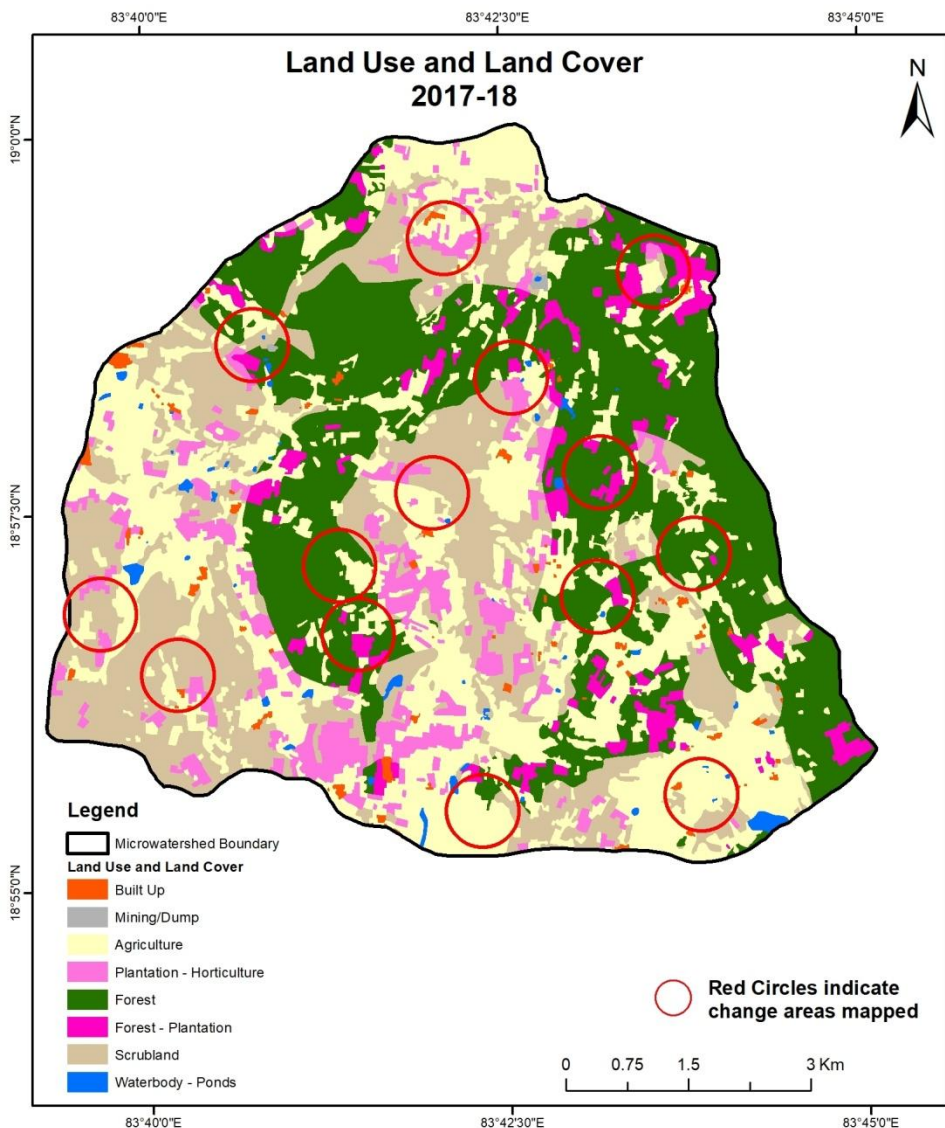 83°40'0"E
83°42'30"E
83°45'0"E
Land Use and Land Cover
2017-18
N
19°0'0"N
18°57'30"N
18°55'0"N
Legend
Microwatershed Boundary
Land Use and Land Cover
Built Up
Mining/Dump
Agriculture
Plantation - Horticulture
Forest
Forest - Plantation
Scrubland
Waterbody - Ponds
Red Circles indicate
change areas mapped
0 0.75 1.5 3 Km
83°40'0"E
83°42'30"E
83°45'0"E